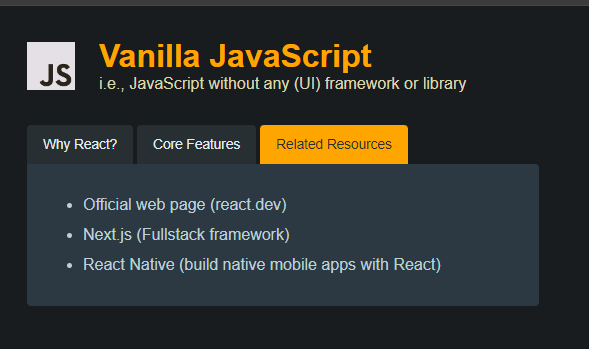 JS
Vanilla JavaScript
i.e., JavaScript without any (UI) framework or library
Why React?
Core Features
Related Resources
Official web page (react.dev)
Next.js (Fullstack framework)
React Native (build native mobile apps with React)